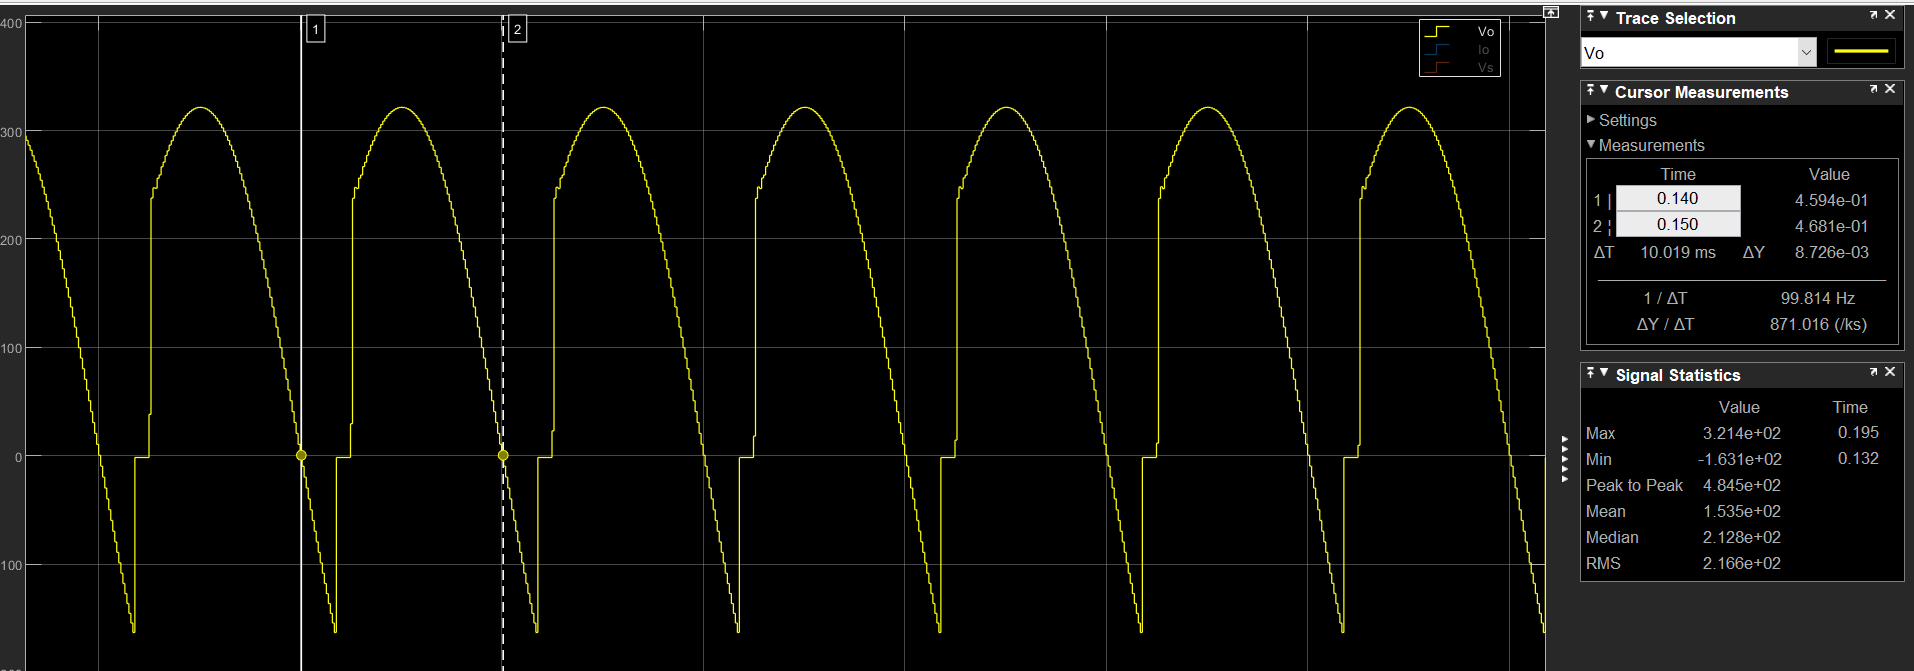 400
300
200
100
0
100
1
2
Vo
Io
Vs
Trace Selection
Vo
Cursor Measurements
Settings
Measurements
Time Value
1 | 0.140 4.594e-01
2 ¦ 0.150 4.681e-01
ΔT 10.019 ms ΔY 8.726e-03
1 / ΔT 99.814 Hz
ΔY / ΔT 871.016 (/ks)
Signal Statistics
Value Time
Max 3.214e+02 0.195
Min -1.631e+02 0.132
Peak to Peak 4.845e+02
Mean 1.535e+02
Median 2.128e+02
RMS 2.166e+02